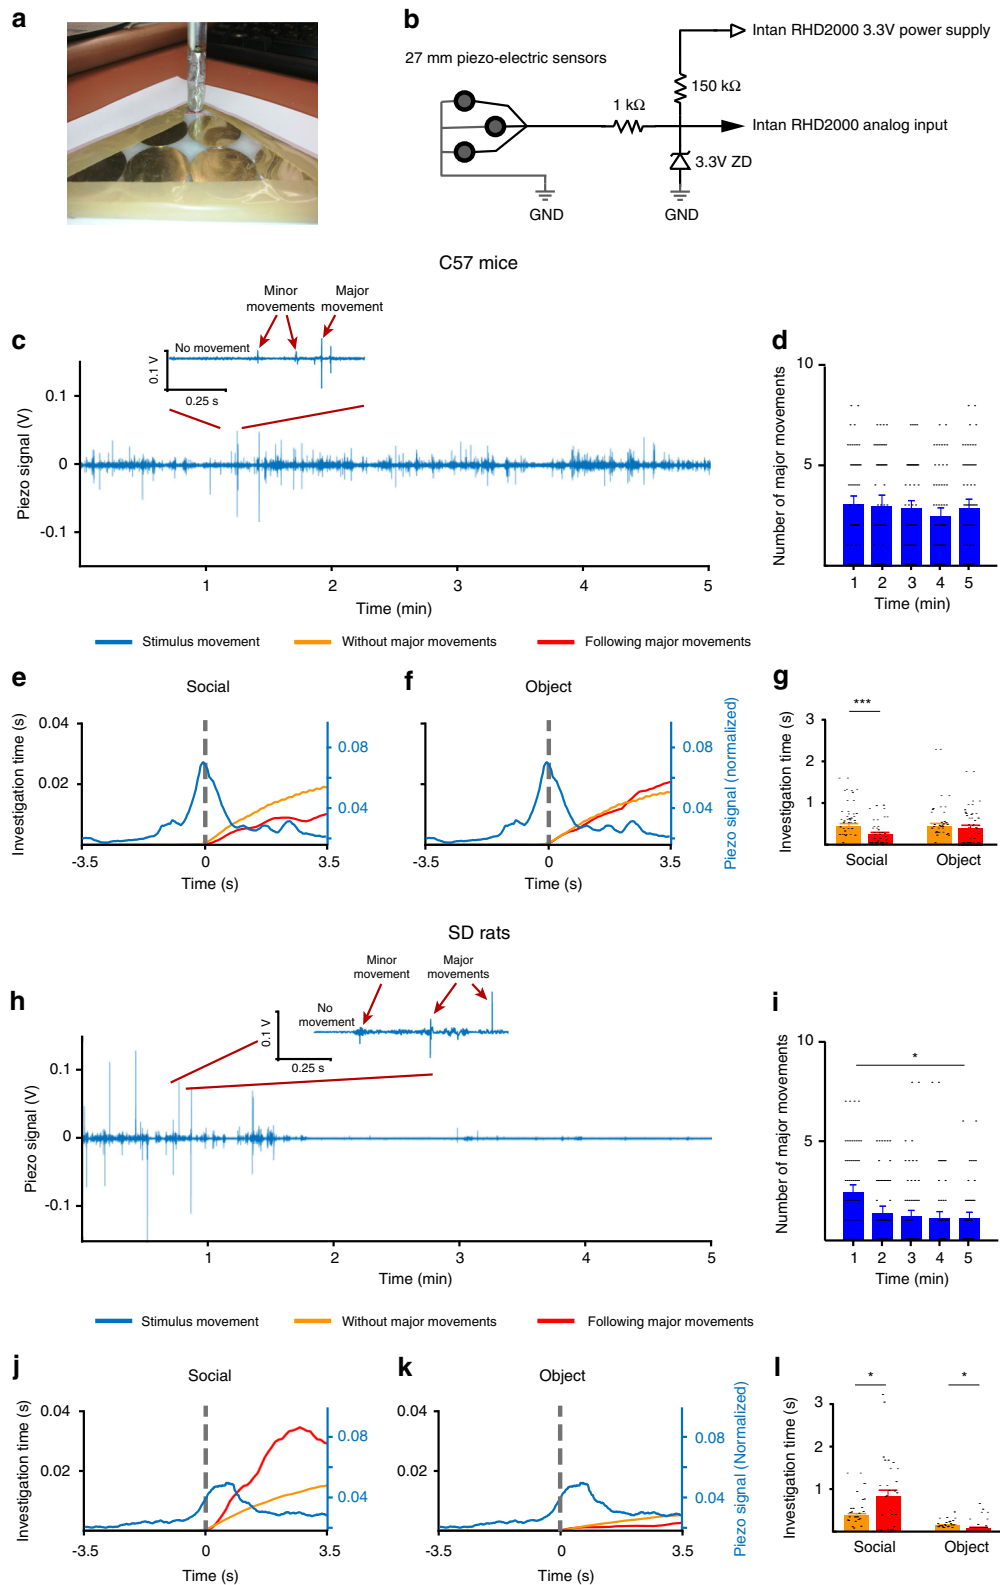 a
b
Intan RHD2000 3.3V power supply
27 mm piezo-electric sensors
150 kΩ
1 kΩ
Intan RHD2000 analog input
3.3V ZD
GND
GND
C57 mice
c
Minor movements
Major movement
No movement
0.1 V
0.25 s
Piezo signal (V)
0.1
0
-0.1
1
2
3
4
5
Time (min)
d
Number of major movements
10
5
1
2
3
4
5
Time (min)
Stimulus movement
Without major movements
Following major movements
e
Social
Investigation time (s)
0.04
0.02
0.08
0.04
-3.5
0
3.5
Time (s)
f
Object
0.08
0.04
Piezo signal (normalized)
-3.5
0
3.5
Time (s)
g
Investigation time (s)
3
2
1
***
Social
Object
SD rats
h
Minor movement
Major movements
No movement
0.1 V
0.25 s
Piezo signal (V)
0.1
0
-0.1
1
2
3
4
5
Time (min)
i
Number of major movements
10
5
*
1
2
3
4
5
Time (min)
Stimulus movement
Without major movements
Following major movements
j
Social
Investigation time (s)
0.04
0.02
0.08
0.04
-3.5
0
3.5
Time (s)
k
Object
0.04
0.02
0.08
0.04
Piezo signal (Normalized)
-3.5
0
3.5
Time (s)
l
Investigation time (s)
3
2
1
*
*
Social
Object